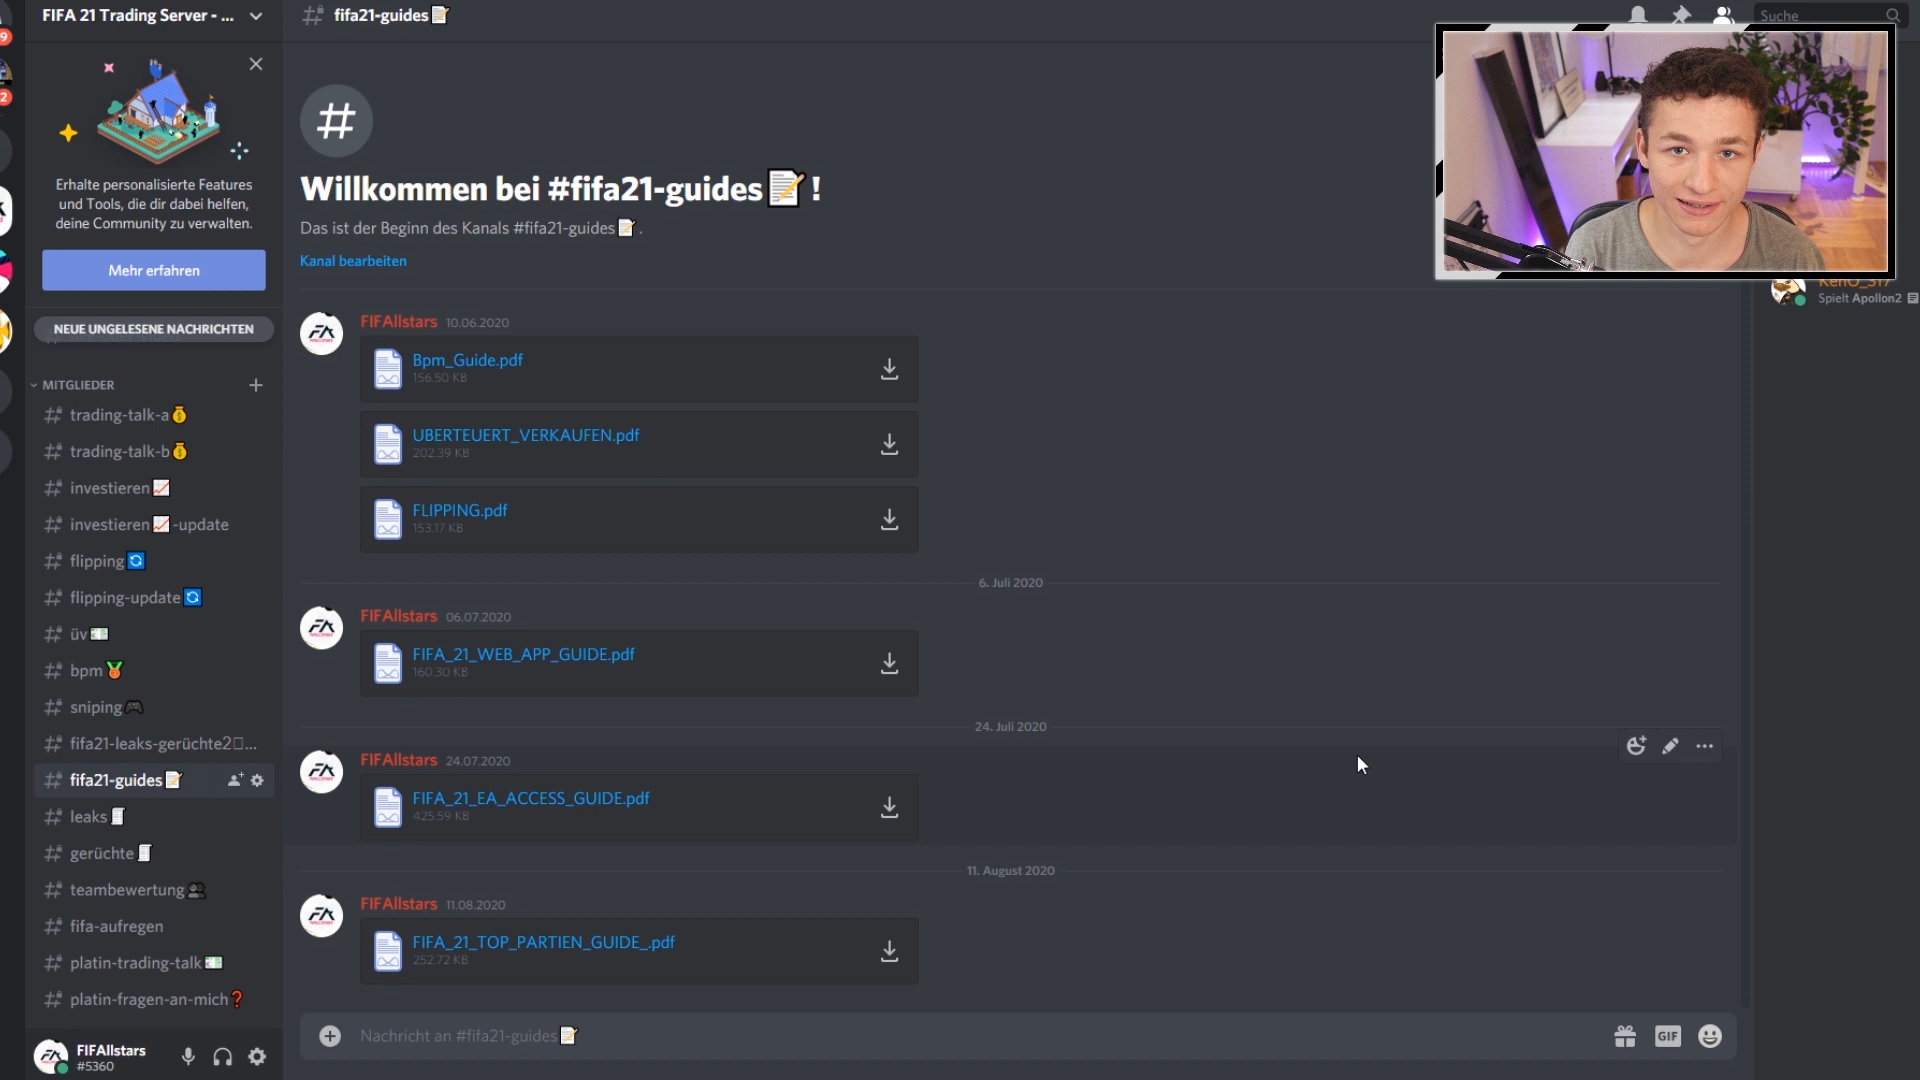 FIFA 21 Trading Server - ...
fifa21-guides
Suche
9
2
Erhalte personalisierte Features
und Tools, die dir dabei helfen,
deine Community zu verwalten.
Mehr erfahren
NEUE UNGELESENE NACHRICHTEN
MITGLIEDER
trading-talk-a
trading-talk-b
investieren
investieren -update
flipping
flipping-update
üv
bpm
sniping
fifa21-leaks-gerüchte2...
fifa21-guides
leaks
gerüchte
teambewertung
fifa-aufregen
platin-trading-talk
platin-fragen-an-mich
FIFAllstars
#5360
#
Willkommen bei #fifa21-guides !
Das ist der Beginn des Kanals #fifa21-guides .
Kanal bearbeiten
FIFAllstars 10.06.2020
Bpm_Guide.pdf
156.50 KB
UBERTEUERT_VERKAUFEN.pdf
202.39 KB
FLIPPING.pdf
153.17 KB
6. Juli 2020
FIFAllstars 06.07.2020
FIFA_21_WEB_APP_GUIDE.pdf
160.30 KB
24. Juli 2020
FIFAllstars 24.07.2020
FIFA_21_EA_ACCESS_GUIDE.pdf
425.59 KB
11. August 2020
FIFAllstars 11.08.2020
FIFA_21_TOP_PARTIEN_GUIDE_.pdf
252.72 KB
Nachricht an #fifa21-guides
GIF
KenO_317
Spielt Apollon2